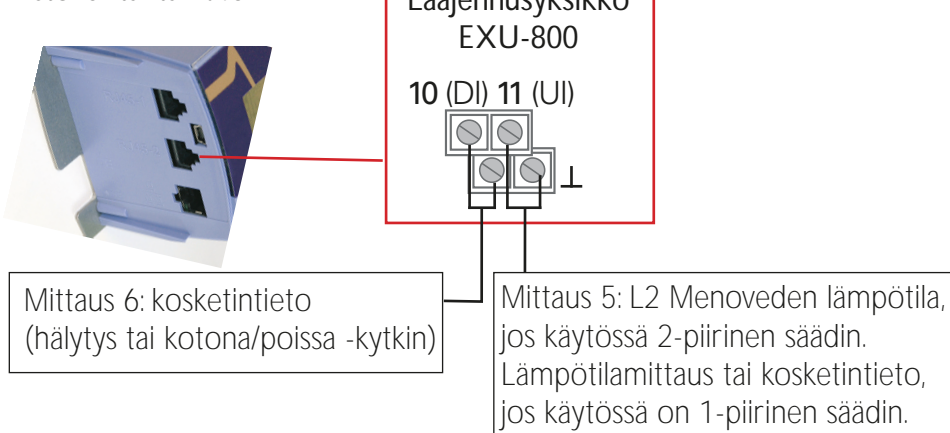 Laajennusyksikkö
EXU-800
10 (DI) 11 (UI)
Mittaus 6: kosketintieto
(hälytys tai kotona/poissa -kytkin)
Mittaus 5: L2 Menoveden lämpötila,
jos käytössä 2-piirinen säädin.
Lämpötilamittaus tai kosketintieto,
jos käytössä on 1-piirinen säädin.